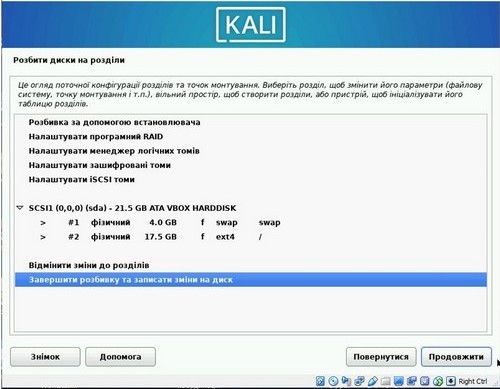 KALI
Розбити диски на розділи
Це огляд поточної конфігурації розділів та точок монтування. Виберіть розділ, щоб змінити його параметри (файлову
систему, точку монтування і т.п.), вільний простір, щоб створити розділи, або пристрій, щоб ініціалізувати його
таблицю розділів.
Розбивка за допомогою встановлювача
Налаштувати програмний RAID
Налаштувати менеджер логічних томів
Налаштувати зашифровані томи
Налаштувати iSCSI томи
SCSI1 (0,0,0) (sda) - 21.5 GB ATA VBOX HARDDISK
> #1 фізичний 4.0 GB f swap swap
> #2 фізичний 17.5 GB f ext4 /
Відмінити зміни до розділів
Завершити розбивку та записати зміни на диск
Знімок Допомога Повернутися Продовжити
Right Ctrl